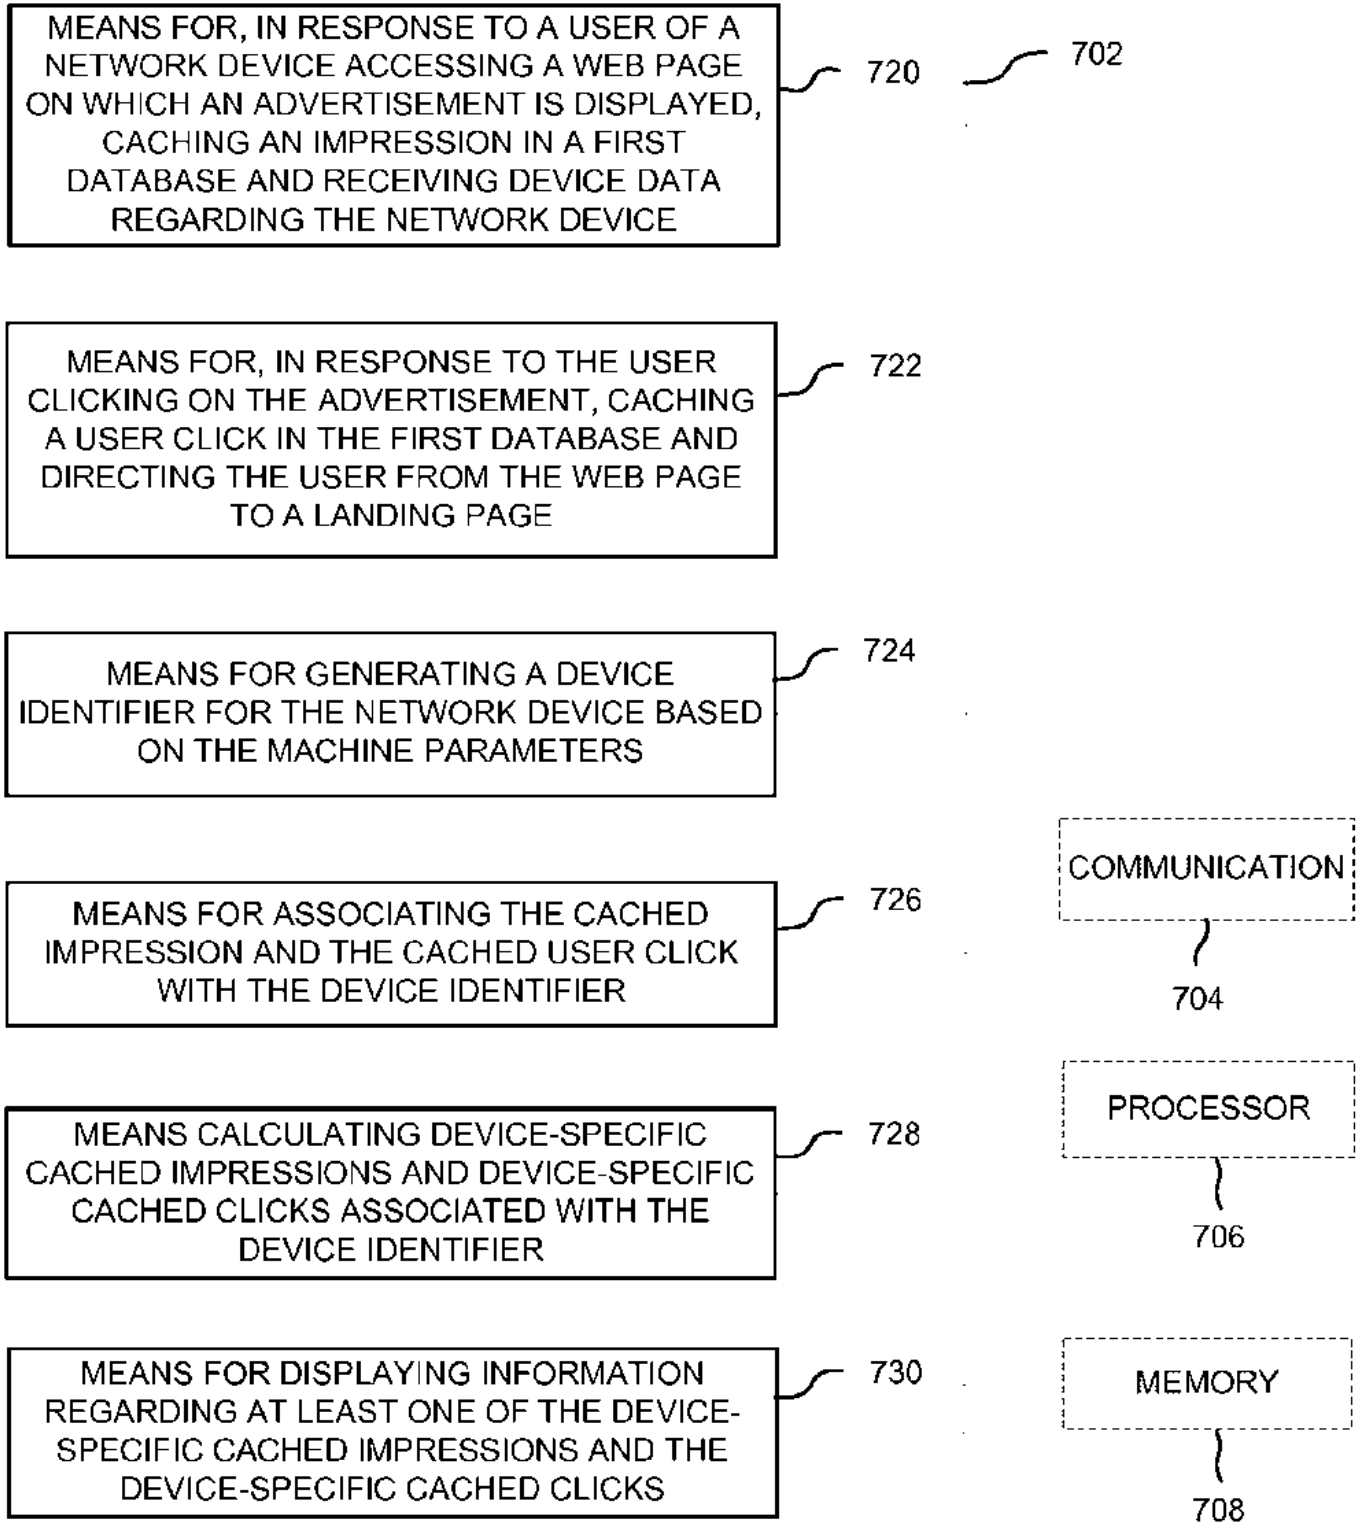 MEANS FOR, IN RESPONSE TO A USER OF A
NETWORK DEVICE ACCESSING A WEB PAGE
ON WHICH AN ADVERTISEMENT IS DISPLAYED,
CACHING AN IMPRESSION IN A FIRST
DATABASE AND RECEIVING DEVICE DATA
REGARDING THE NETWORK DEVICE
720
702
MEANS FOR, IN RESPONSE TO THE USER
CLICKING ON THE ADVERTISEMENT, CACHING
A USER CLICK IN THE FIRST DATABASE AND
DIRECTING THE USER FROM THE WEB PAGE
TO A LANDING PAGE
722
MEANS FOR GENERATING A DEVICE
IDENTIFIER FOR THE NETWORK DEVICE BASED
ON THE MACHINE PARAMETERS
724
MEANS FOR ASSOCIATING THE CACHED
IMPRESSION AND THE CACHED USER CLICK
WITH THE DEVICE IDENTIFIER
726
COMMUNICATION
704
MEANS CALCULATING DEVICE-SPECIFIC
CACHED IMPRESSIONS AND DEVICE-SPECIFIC
CACHED CLICKS ASSOCIATED WITH THE
DEVICE IDENTIFIER
728
PROCESSOR
706
MEANS FOR DISPLAYING INFORMATION
REGARDING AT LEAST ONE OF THE DEVICE-
SPECIFIC CACHED IMPRESSIONS AND THE
DEVICE-SPECIFIC CACHED CLICKS
730
MEMORY
708